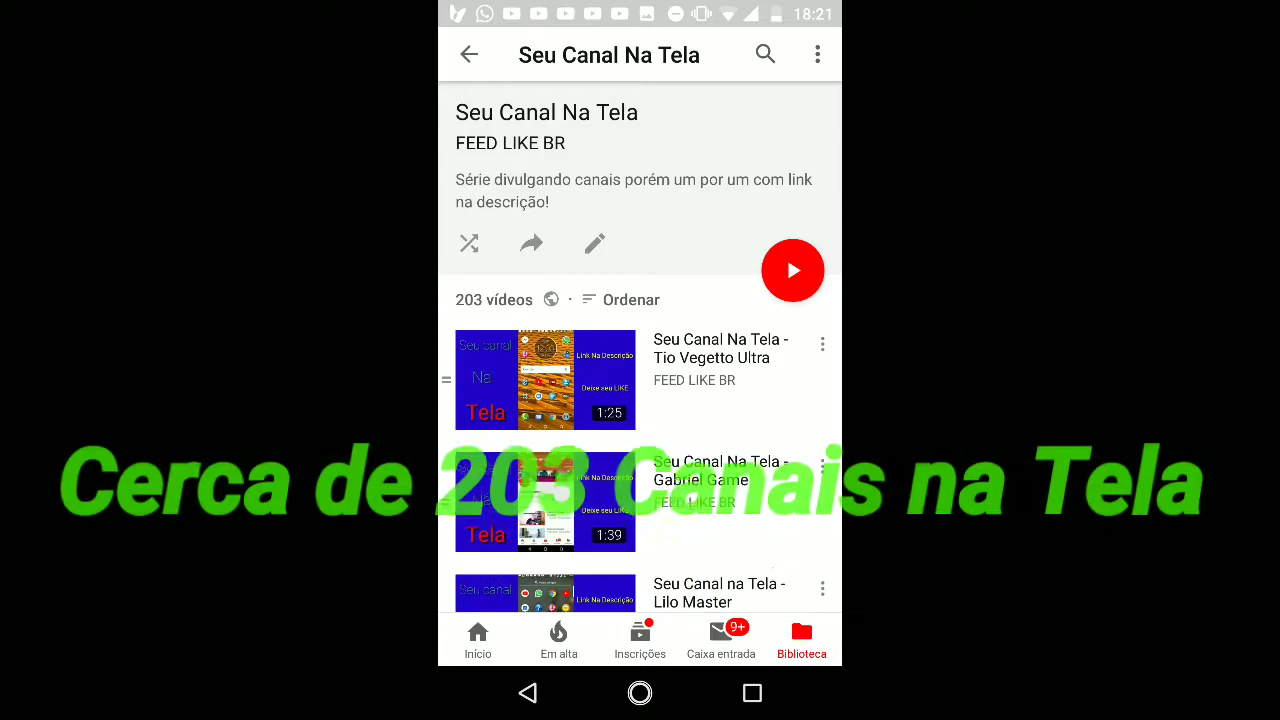 18:21
Seu Canal Na Tela
Seu Canal Na Tela
FEED LIKE BR
Série divulgando canais porém um por um com link
na descrição!
203 vídeos · Ordenar
Seu canal
Na
Tela
Link Na Descrição
Deixe seu LIKE
1:25
Seu Canal Na Tela -
Tio Vegetto Ultra
FEED LIKE BR
Cerca de 203 Canais na Tela
Na
Tela
Link Na Descrição
Deixe seu LIKE
1:39
Seu Canal Na Tela -
Gabriel Game
FEED LIKE BR
Seu canal
Link Na Descrição
Seu Canal na Tela -
Lilo Master
Início
Em alta
Inscrições
9+
Caixa entrada
Biblioteca